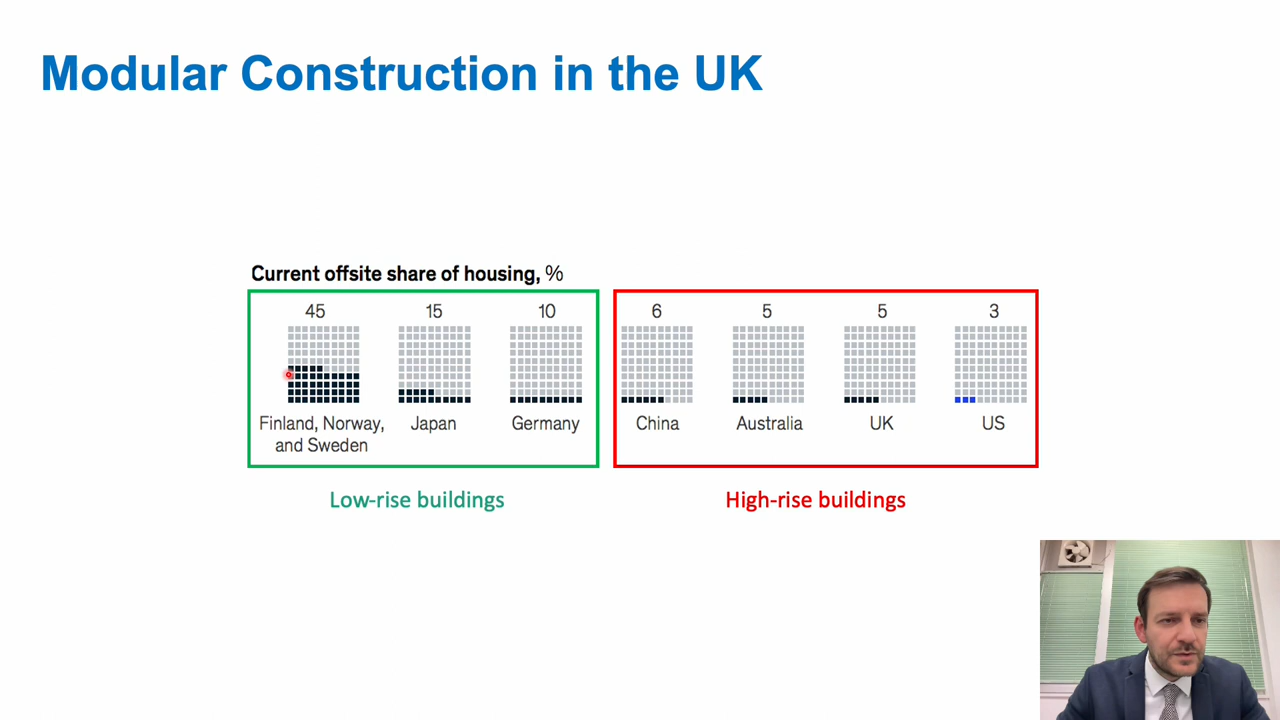 Modular Construction in the UK
Current offsite share of housing, %
45 15 10 6 5 5 3
Finland, Norway, and Sweden Japan Germany China Australia UK US
Low-rise buildings High-rise buildings